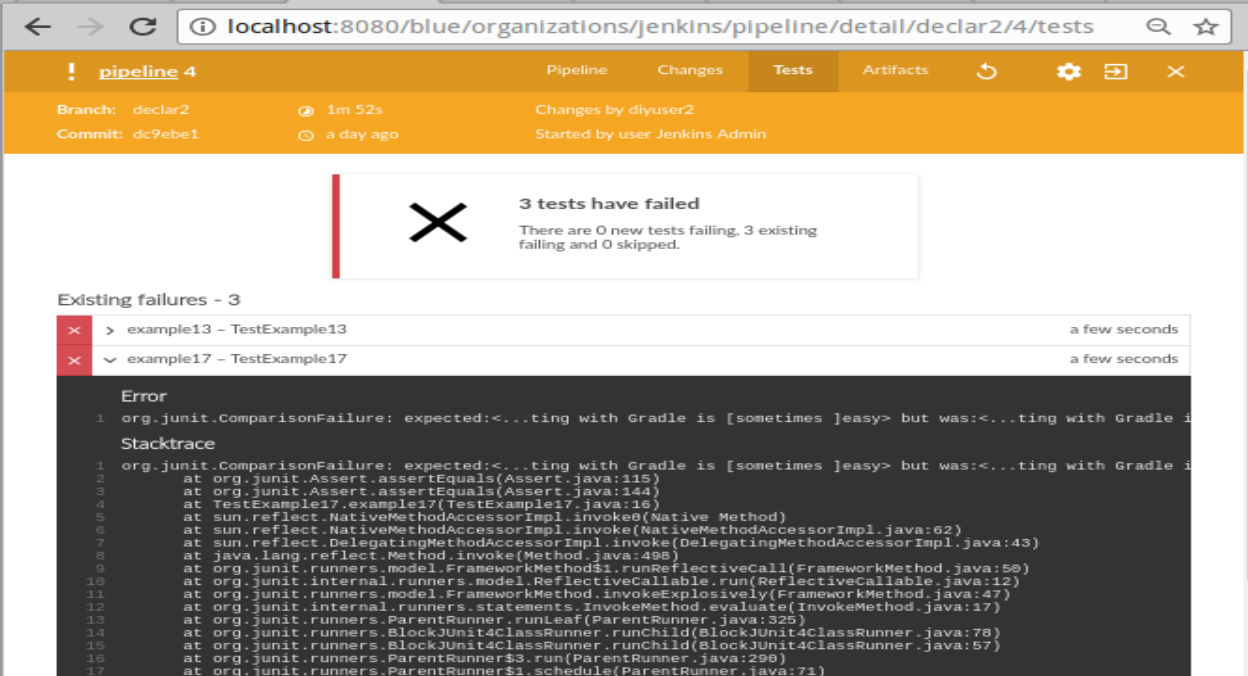 localhost:8080/blue/organizations/jenkins/pipeline/detail/declar2/4/tests
pipeline 4 Pipeline Changes Tests Artifacts
Branch: declar2 1m 52s Changes by diyuser2
Commit: dc9ebe1 a day ago Started by user Jenkins Admin
3 tests have failed
There are 0 new tests failing, 3 existing
failing and 0 skipped.
Existing failures - 3
example13 – TestExample13 a few seconds
example17 – TestExample17 a few seconds
Error
1 org.junit.ComparisonFailure: expected:<...ting with Gradle is [sometimes ]easy> but was:<...ting with Gradle i
Stacktrace
1 org.junit.ComparisonFailure: expected:<...ting with Gradle is [sometimes ]easy> but was:<...ting with Gradle i
2 at org.junit.Assert.assertEquals(Assert.java:115)
3 at org.junit.Assert.assertEquals(Assert.java:144)
4 at TestExample17.example17(TestExample17.java:16)
5 at sun.reflect.NativeMethodAccessorImpl.invoke0(Native Method)
6 at sun.reflect.NativeMethodAccessorImpl.invoke(NativeMethodAccessorImpl.java:62)
7 at sun.reflect.DelegatingMethodAccessorImpl.invoke(DelegatingMethodAccessorImpl.java:43)
8 at java.lang.reflect.Method.invoke(Method.java:498)
9 at org.junit.runners.model.FrameworkMethod$1.runReflectiveCall(FrameworkMethod.java:50)
10 at org.junit.internal.runners.model.ReflectiveCallable.run(ReflectiveCallable.java:12)
11 at org.junit.runners.model.FrameworkMethod.invokeExplosively(FrameworkMethod.java:47)
12 at org.junit.internal.runners.statements.InvokeMethod.evaluate(InvokeMethod.java:17)
13 at org.junit.runners.ParentRunner.runLeaf(ParentRunner.java:325)
14 at org.junit.runners.BlockJUnit4ClassRunner.runChild(BlockJUnit4ClassRunner.java:78)
15 at org.junit.runners.BlockJUnit4ClassRunner.runChild(BlockJUnit4ClassRunner.java:57)
16 at org.junit.runners.ParentRunner$3.run(ParentRunner.java:290)
17 at org.junit.runners.ParentRunner$1.schedule(ParentRunner.java:71)